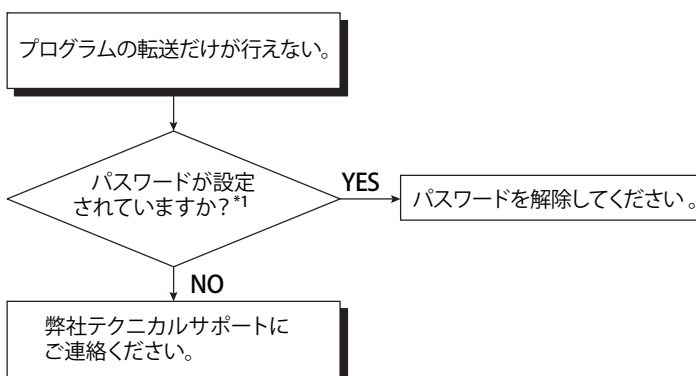 プログラムの転送だけが行えない。
パスワードが設定
されていますか？*1
YES
パスワードを解除してください。
NO
弊社テクニカルサポートに
ご連絡ください。